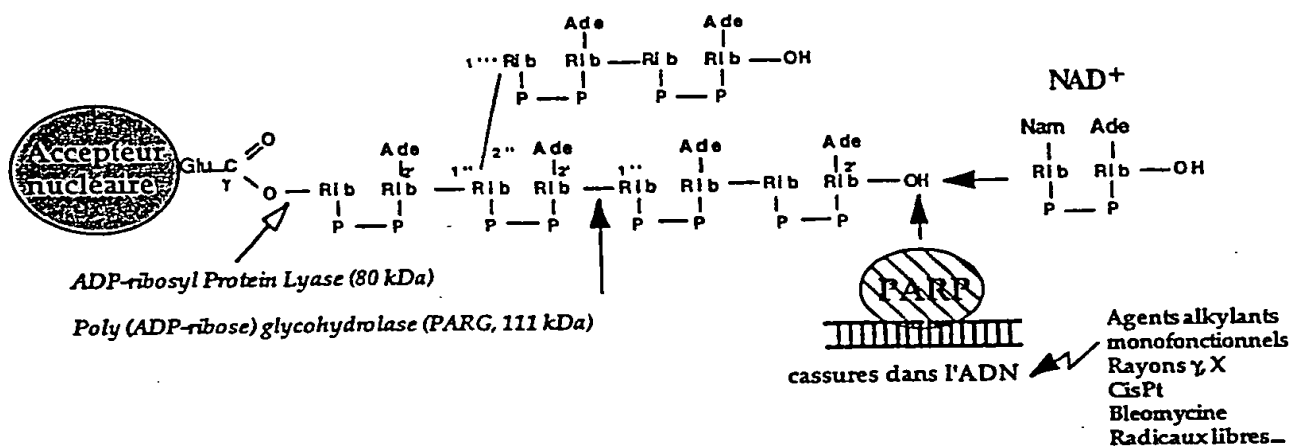 Ade Ade
1''' Rib Rib — Rib Rib — OH
P — P P — P
NAD+
Nam Ade
Rib Rib OH
P — P
Accepteur
nucléaire
Glu C O
γ
O
2''
Ade Ade Ade Ade
2' 1'' 2' 1'' 2'
Rib Rib — Rib Rib — Rib Rib — Rib Rib — OH
P — P P — P P — P P — P
ADP-ribosyl Protein Lyase (80 kDa)
Poly (ADP-ribose) glycohydrolase (PARG, 111 kDa)
PARP
cassures dans l'ADN
Agents alkylants
monofonctionnels
Rayons γ, X
CisPt
Bleomycine
Radicaux libres...